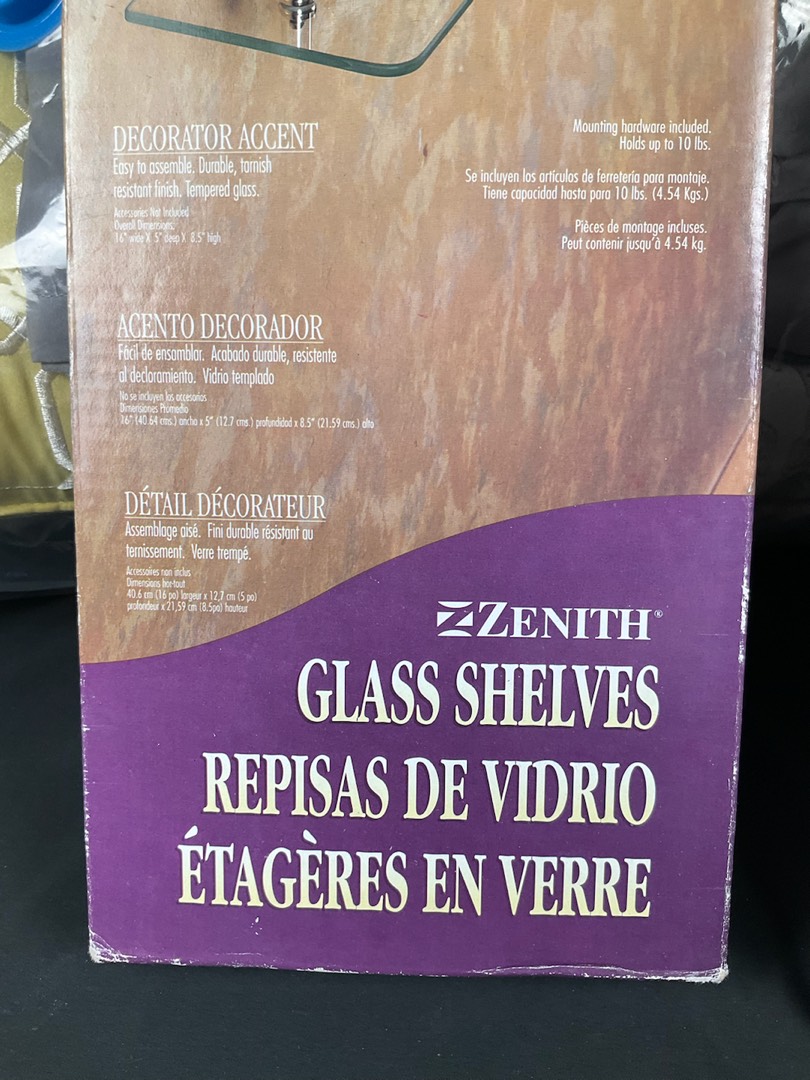 DECORATOR ACCENT
Easy to assemble. Durable, tarnish
resistant finish. Tempered glass.
Accessories Not Included
Overall Dimensions:
16" wide X 5" deep X 8.5" high
Mounting hardware included.
Holds up to 10 lbs.
Se incluyen los artículos de ferretería para montaje.
Tiene capacidad hasta para 10 lbs. (4.54 Kgs.)
Pièces de montage incluses.
Peut contenir jusqu'à 4.54 kg.
ACENTO DECORADOR
Fácil de ensamblar. Acabado durable, resistente
al decloramiento. Vidrio templado
No se incluyen los accesorios
Dimensiones Promedio
16" (40.64 cms.) ancho x 5" (12.7 cms.) profundidad x 8.5" (21.59 cms.) alto
DÉTAIL DÉCORATEUR
Assemblage aisé. Fini durable résistant au
ternissement. Verre trempé.
Accessoires non inclus
Dimensions hor-tout
40.6 cm (16 po) largeur x 12,7 cm (5 po)
profondeur x 21,59 cm (8.5po) hauteur
ZENITH®
GLASS SHELVES
REPISAS DE VIDRIO
ÉTAGÈRES EN VERRE